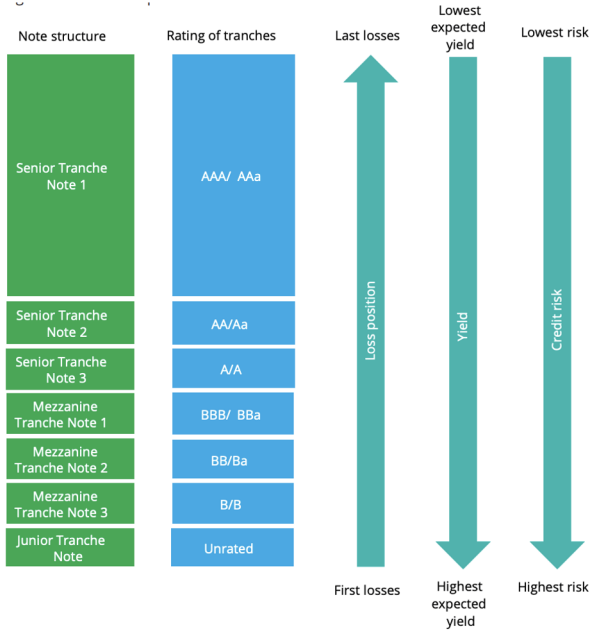 Note structure
Rating of tranches
Last losses
Lowest
expected
yield
Lowest risk
Senior Tranche
Note 1
AAA/ AAa
Senior Tranche
Note 2
AA/Aa
Senior Tranche
Note 3
A/A
Mezzanine
Tranche Note 1
BBB/ BBa
Mezzanine
Tranche Note 2
BB/Ba
Mezzanine
Tranche Note 3
B/B
Junior Tranche
Note
Unrated
Loss position
Yield
Credit risk
First losses
Highest
expected
yield
Highest risk